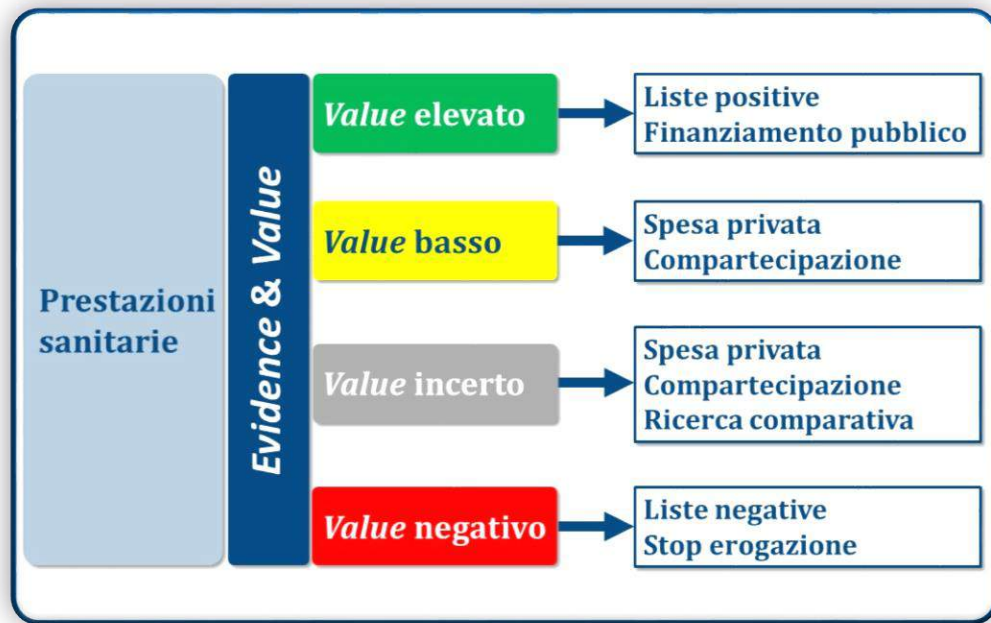 Prestazioni
sanitarie
Evidence & Value
Value elevato
Liste positive
Finanziamento pubblico
Value basso
Spesa privata
Compartecipazione
Value incerto
Spesa privata
Compartecipazione
Ricerca comparativa
Value negativo
Liste negative
Stop erogazione